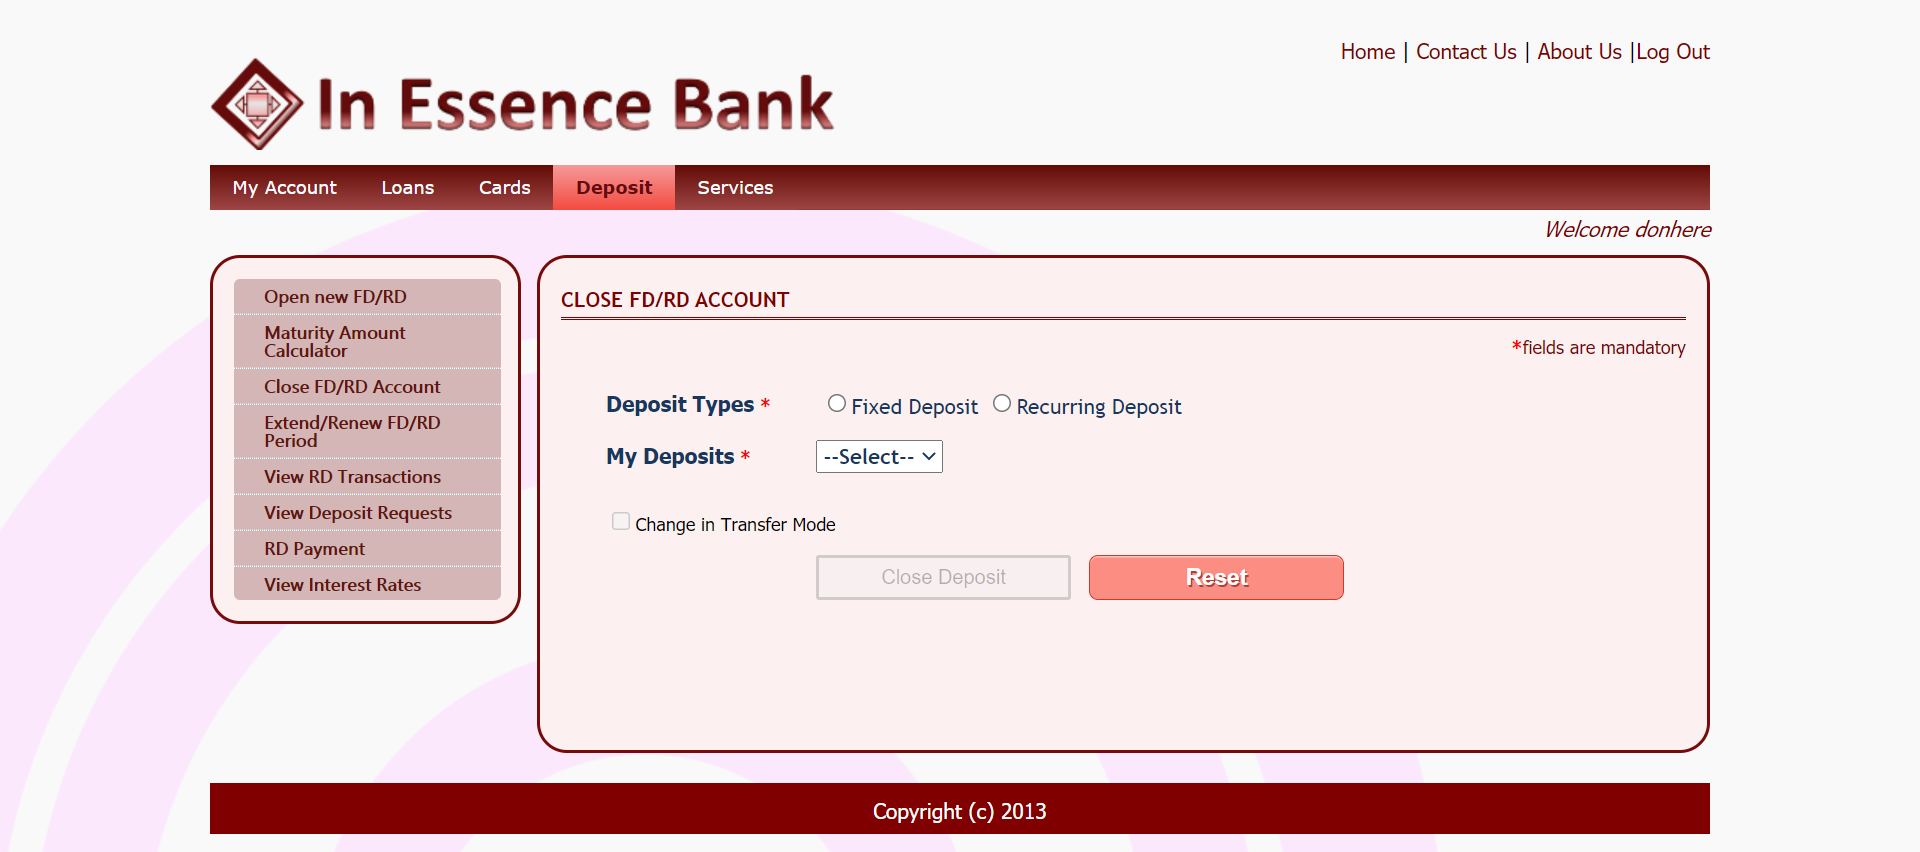 Home | Contact Us | About Us |Log Out
In Essence Bank
My Account Loans Cards Deposit Services
Welcome donhere
Open new FD/RD
Maturity Amount
Calculator
Close FD/RD Account
Extend/Renew FD/RD
Period
View RD Transactions
View Deposit Requests
RD Payment
View Interest Rates
CLOSE FD/RD ACCOUNT
*fields are mandatory
Deposit Types * Fixed Deposit Recurring Deposit
My Deposits * --Select--
Change in Transfer Mode
Close Deposit Reset
Copyright (c) 2013